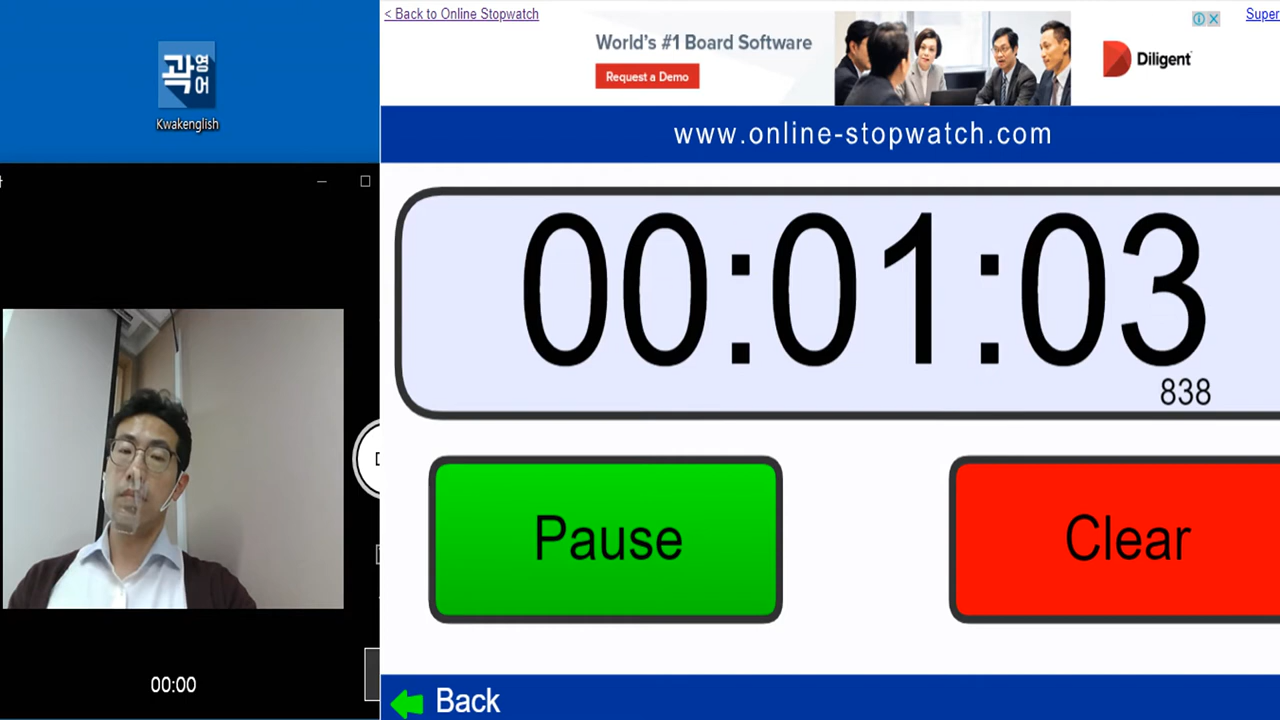 곽영어
Kwakenglish
00:00
< Back to Online Stopwatch
World's #1 Board Software
Request a Demo
Diligent
Super
www.online-stopwatch.com
00:01:03
838
Pause
Clear
Back